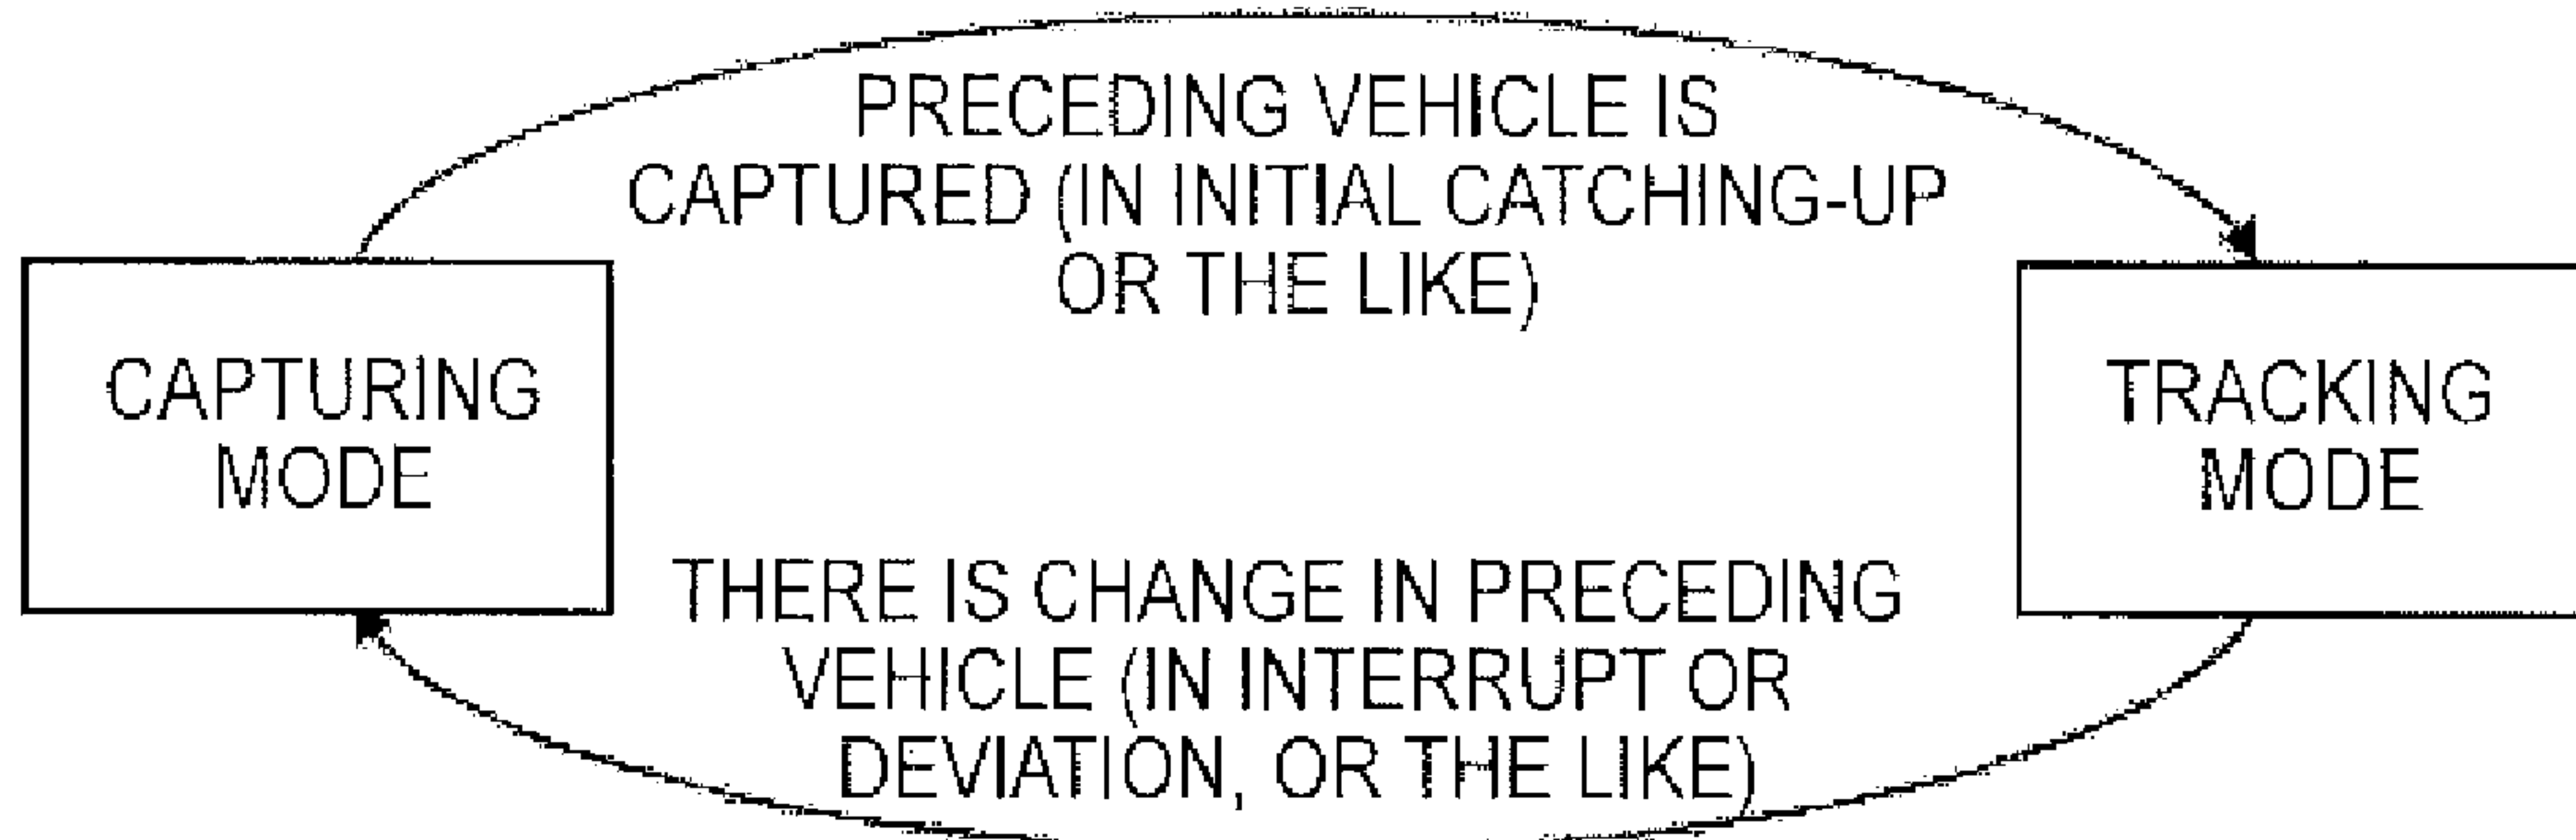 PRECEDING VEHICLE IS
CAPTURED (IN INITIAL CATCHING-UP
OR THE LIKE)
CAPTURING
MODE
TRACKING
MODE
THERE IS CHANGE IN PRECEDING
VEHICLE (IN INTERRUPT OR
DEVIATION, OR THE LIKE)